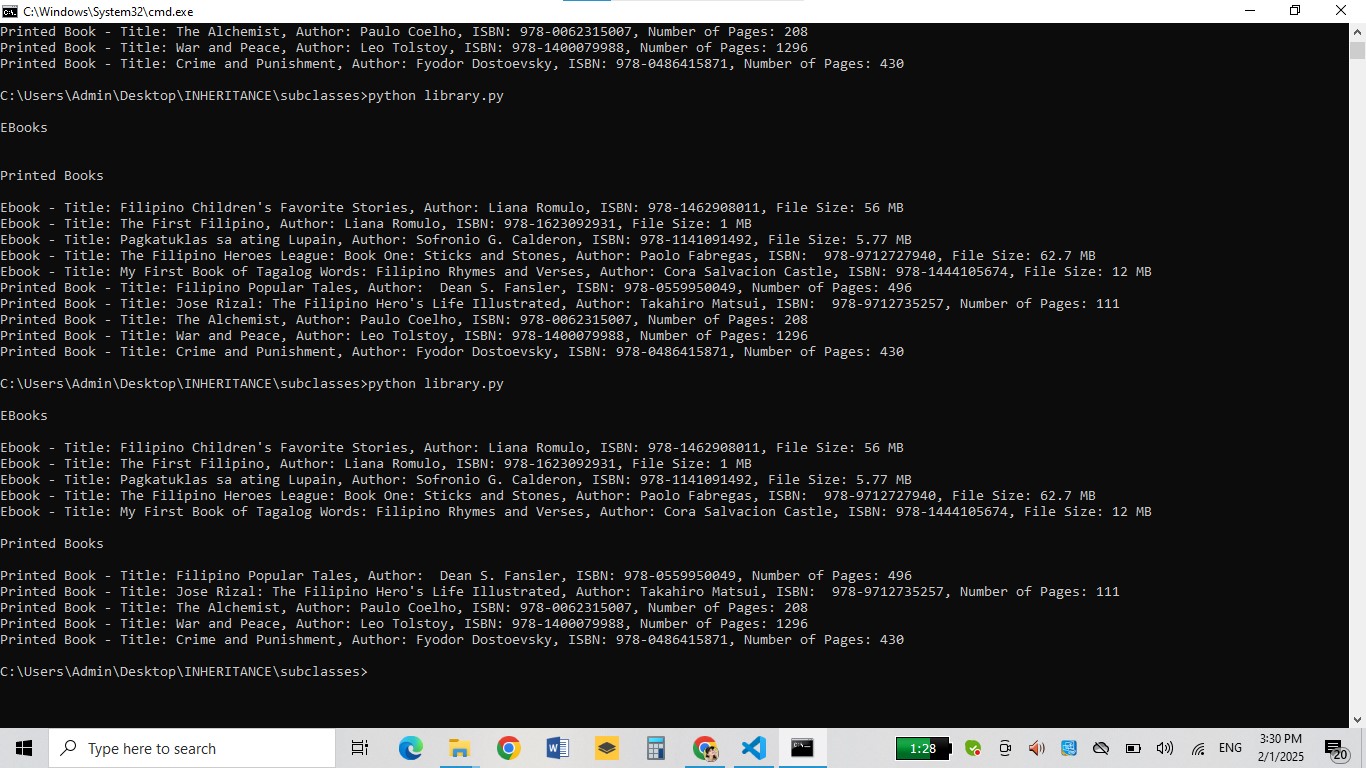 C:\Windows\System32\cmd.exe
Printed Book - Title: The Alchemist, Author: Paulo Coelho, ISBN: 978-0062315007, Number of Pages: 208
Printed Book - Title: War and Peace, Author: Leo Tolstoy, ISBN: 978-1400079988, Number of Pages: 1296
Printed Book - Title: Crime and Punishment, Author: Fyodor Dostoevsky, ISBN: 978-0486415871, Number of Pages: 430
C:\Users\Admin\Desktop\INHERITANCE\subclasses>python library.py
EBooks
Printed Books
Ebook - Title: Filipino Children's Favorite Stories, Author: Liana Romulo, ISBN: 978-1462908011, File Size: 56 MB
Ebook - Title: The First Filipino, Author: Liana Romulo, ISBN: 978-1623092931, File Size: 1 MB
Ebook - Title: Pagkatuklas sa ating Lupain, Author: Sofronio G. Calderon, ISBN: 978-1141091492, File Size: 5.77 MB
Ebook - Title: The Filipino Heroes League: Book One: Sticks and Stones, Author: Paolo Fabregas, ISBN:  978-9712727940, File Size: 62.7 MB
Ebook - Title: My First Book of Tagalog Words: Filipino Rhymes and Verses, Author: Cora Salvacion Castle, ISBN: 978-1444105674, File Size: 12 MB
Printed Book - Title: Filipino Popular Tales, Author:  Dean S. Fansler, ISBN: 978-0559950049, Number of Pages: 496
Printed Book - Title: Jose Rizal: The Filipino Hero's Life Illustrated, Author: Takahiro Matsui, ISBN:  978-9712735257, Number of Pages: 111
Printed Book - Title: The Alchemist, Author: Paulo Coelho, ISBN: 978-0062315007, Number of Pages: 208
Printed Book - Title: War and Peace, Author: Leo Tolstoy, ISBN: 978-1400079988, Number of Pages: 1296
Printed Book - Title: Crime and Punishment, Author: Fyodor Dostoevsky, ISBN: 978-0486415871, Number of Pages: 430
C:\Users\Admin\Desktop\INHERITANCE\subclasses>python library.py
EBooks
Ebook - Title: Filipino Children's Favorite Stories, Author: Liana Romulo, ISBN: 978-1462908011, File Size: 56 MB
Ebook - Title: The First Filipino, Author: Liana Romulo, ISBN: 978-1623092931, File Size: 1 MB
Ebook - Title: Pagkatuklas sa ating Lupain, Author: Sofronio G. Calderon, ISBN: 978-1141091492, File Size: 5.77 MB
Ebook - Title: The Filipino Heroes League: Book One: Sticks and Stones, Author: Paolo Fabregas, ISBN:  978-9712727940, File Size: 62.7 MB
Ebook - Title: My First Book of Tagalog Words: Filipino Rhymes and Verses, Author: Cora Salvacion Castle, ISBN: 978-1444105674, File Size: 12 MB
Printed Books
Printed Book - Title: Filipino Popular Tales, Author:  Dean S. Fansler, ISBN: 978-0559950049, Number of Pages: 496
Printed Book - Title: Jose Rizal: The Filipino Hero's Life Illustrated, Author: Takahiro Matsui, ISBN:  978-9712735257, Number of Pages: 111
Printed Book - Title: The Alchemist, Author: Paulo Coelho, ISBN: 978-0062315007, Number of Pages: 208
Printed Book - Title: War and Peace, Author: Leo Tolstoy, ISBN: 978-1400079988, Number of Pages: 1296
Printed Book - Title: Crime and Punishment, Author: Fyodor Dostoevsky, ISBN: 978-0486415871, Number of Pages: 430
C:\Users\Admin\Desktop\INHERITANCE\subclasses>
Type here to search
1:28
ENG
3:30 PM
2/1/2025
20